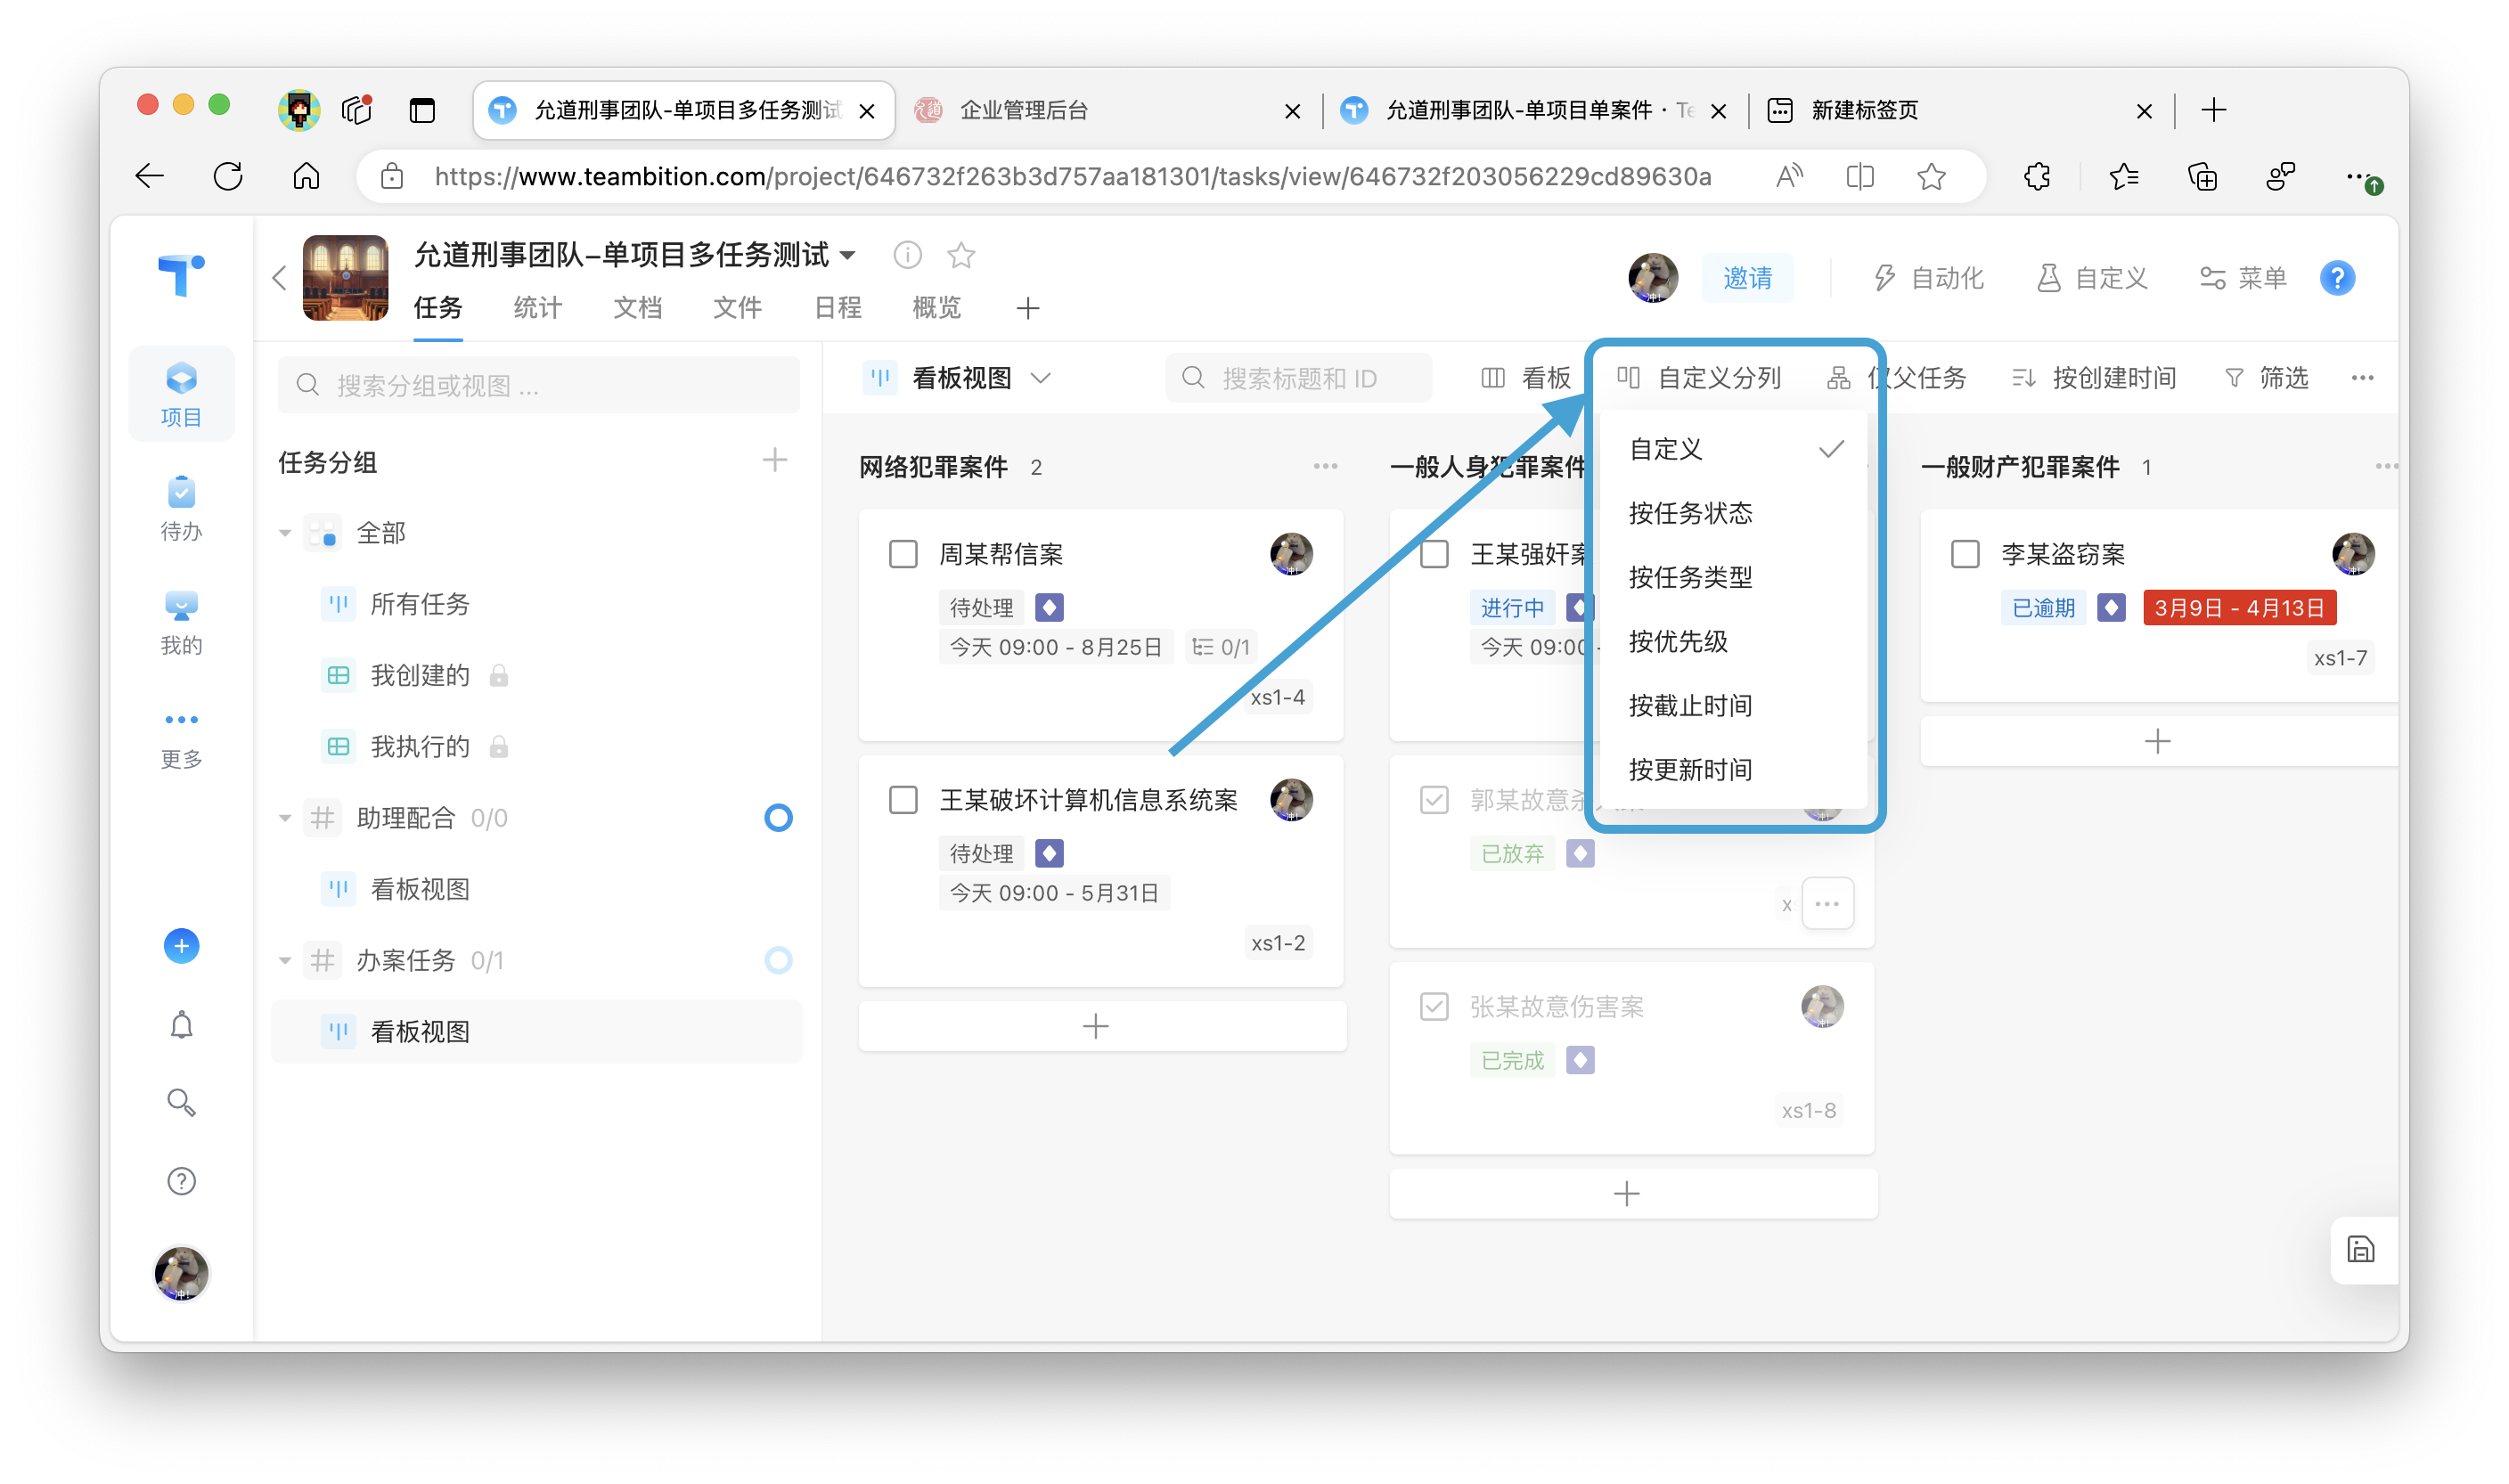 允道刑事团队-单项目多任务测试
企业管理后台
允道刑事团队-单项目单案件 · Te
新建标签页
https://www.teambition.com/project/646732f263b3d757aa181301/tasks/view/646732f203056229cd89630a
允道刑事团队–单项目多任务测试
任务 统计 文档 文件 日程 概览
邀请 自动化 自定义 菜单 ?
项目
待办
我的
更多
搜索分组或视图 ...
任务分组
全部
所有任务
我创建的
我执行的
助理配合 0/0
看板视图
办案任务 0/1
看板视图
看板视图 搜索标题和 ID 看板 自定义分列 仅父任务 按创建时间 筛选
网络犯罪案件 2
周某帮信案
待处理
今天 09:00 - 8月25日 0/1
xs1-4
王某破坏计算机信息系统案
待处理
今天 09:00 - 5月31日
xs1-2
一般人身犯罪案件
王某强奸案
进行中
今天 09:00 -
郭某故意杀人案
已放弃
张某故意伤害案
已完成
xs1-8
自定义
按任务状态
按任务类型
按优先级
按截止时间
按更新时间
一般财产犯罪案件 1
李某盗窃案
已逾期 3月9日 - 4月13日
xs1-7